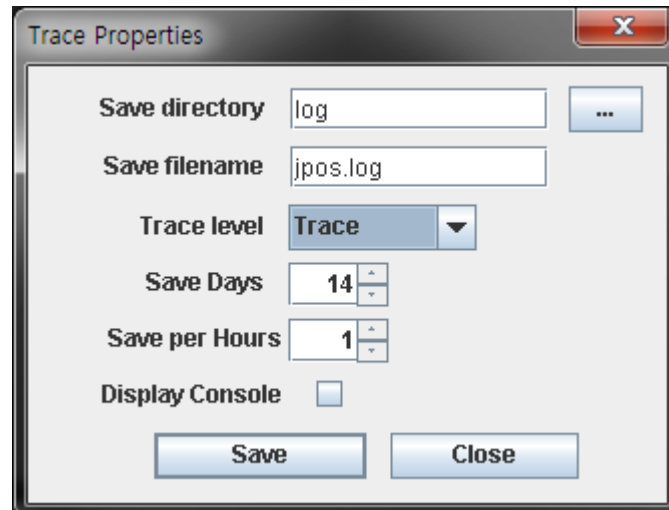 Trace Properties
Save directory log ...
Save filename jpos.log
Trace level Trace
Save Days 14
Save per Hours 1
Display Console
Save Close